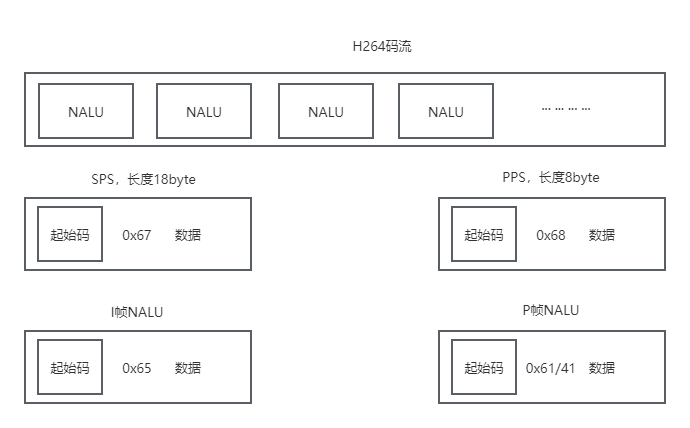 H264码流
NALU NALU NALU NALU ... ... ... ...
SPS，长度18byte PPS，长度8byte
起始码 0x67 数据 起始码 0x68 数据
I帧NALU P帧NALU
起始码 0x65 数据 起始码 0x61/41 数据